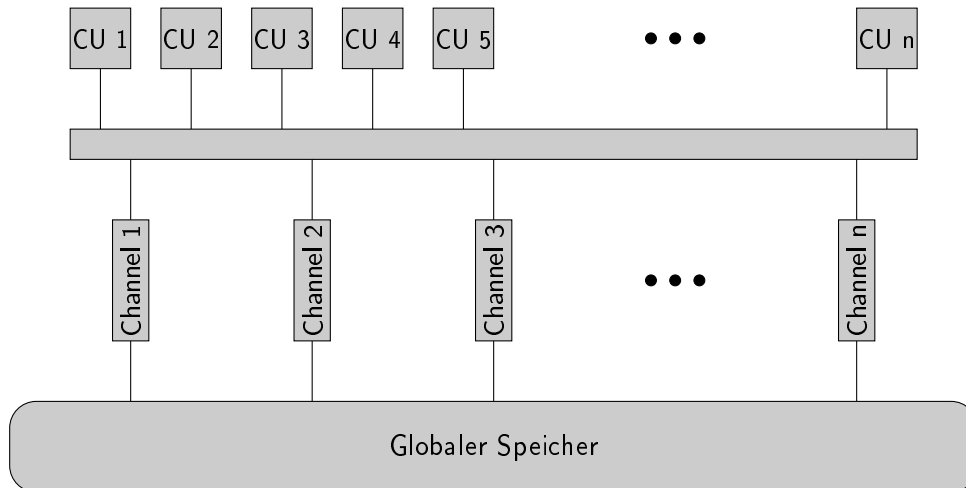 CU 1
CU 2
CU 3
CU 4
CU 5
CU n
Channel 1
Channel 2
Channel 3
Channel n
Globaler Speicher